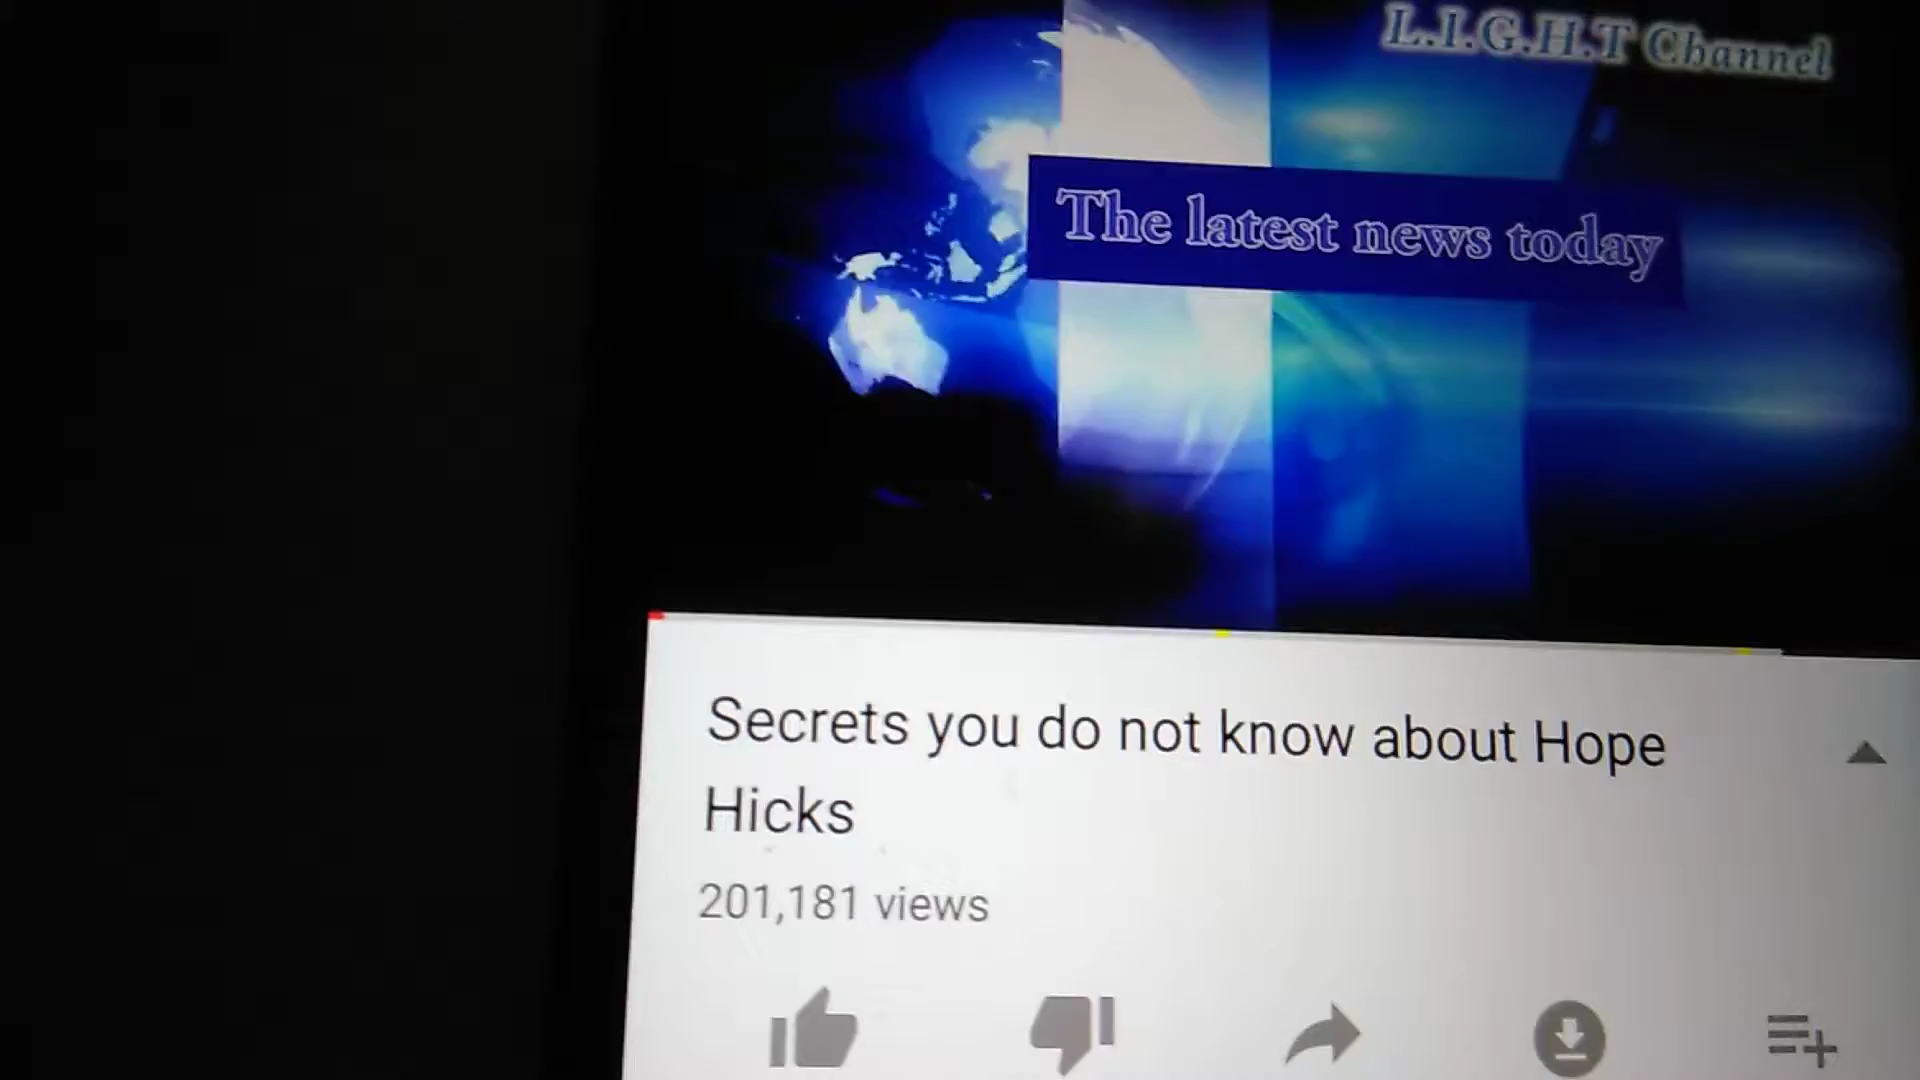 L.I.G.H.T Channel
The latest news today
Secrets you do not know about Hope
Hicks
201,181 views